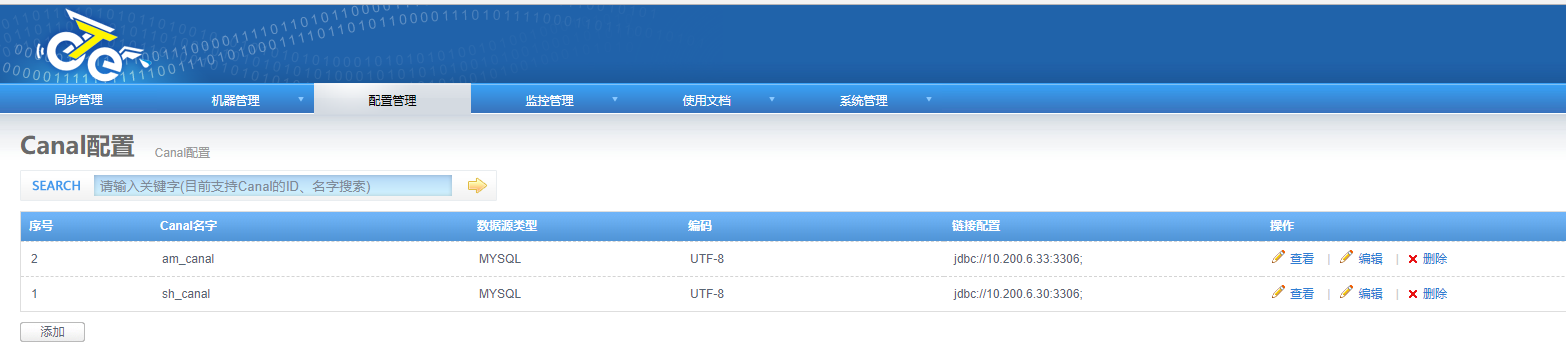 OTe
同步管理 机器管理 配置管理 监控管理 使用文档 系统管理
Canal配置 Canal配置
SEARCH 请输入关键字(目前支持Canal的ID、名字搜索)
序号 Canal名字 数据源类型 编码 链接配置 操作
2 am_canal MYSQL UTF-8 jdbc://10.200.6.33:3306; 查看 | 编辑 | 删除
1 sh_canal MYSQL UTF-8 jdbc://10.200.6.30:3306; 查看 | 编辑 | 删除
添加